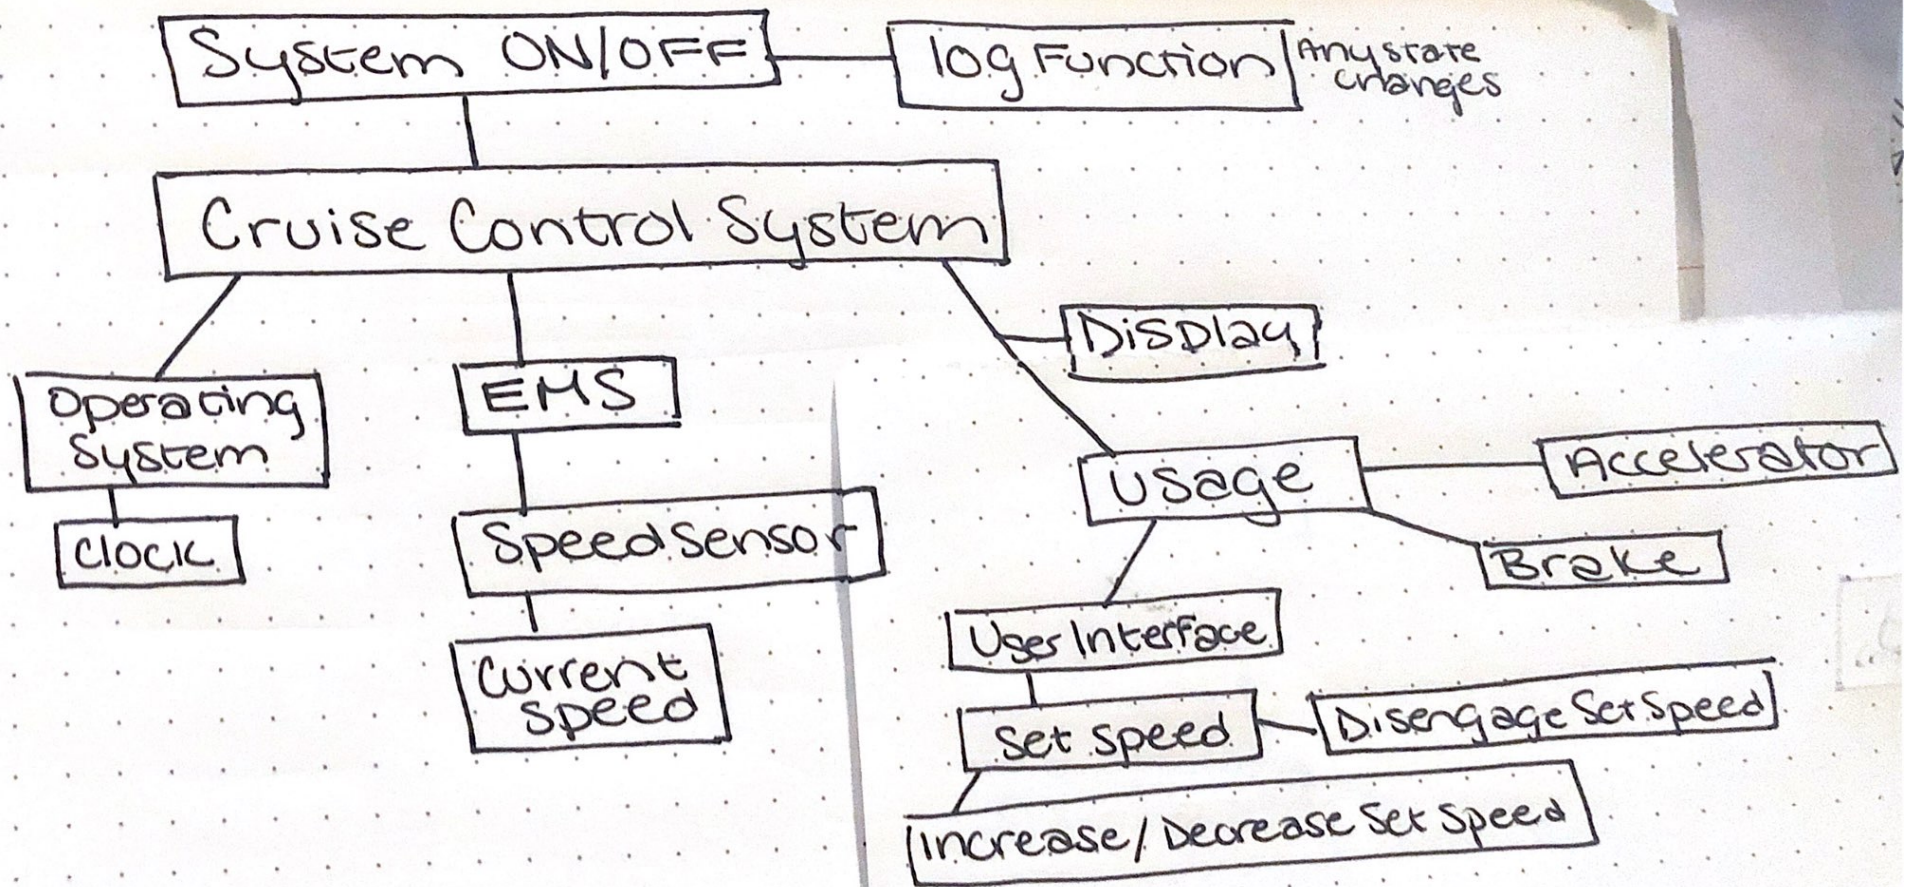 System ON/OFF
log Function
Any state
changes
Cruise Control System
Display
Operating
System
EMS
Usage
Accelerator
Clock
Speed Sensor
Brake
User Interface
Current
Speed
Set Speed
Disengage Set Speed
Increase/Decrease Set Speed